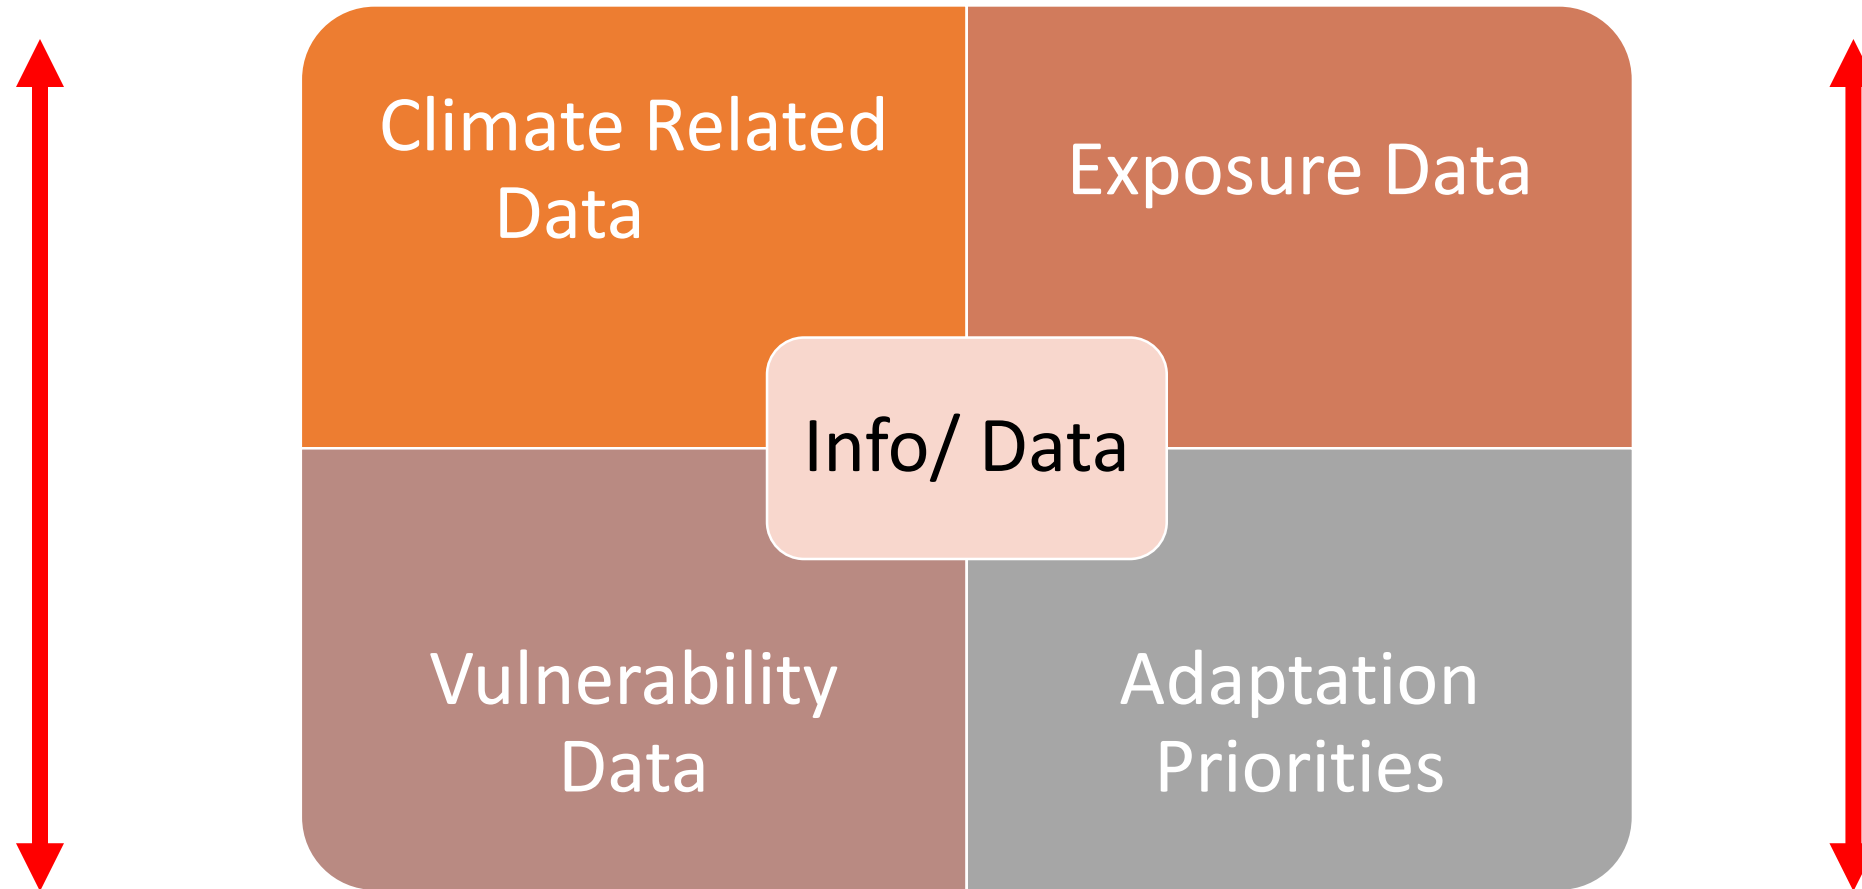 Climate Related
Data
Exposure Data
Info/ Data
Vulnerability
Data
Adaptation
Priorities